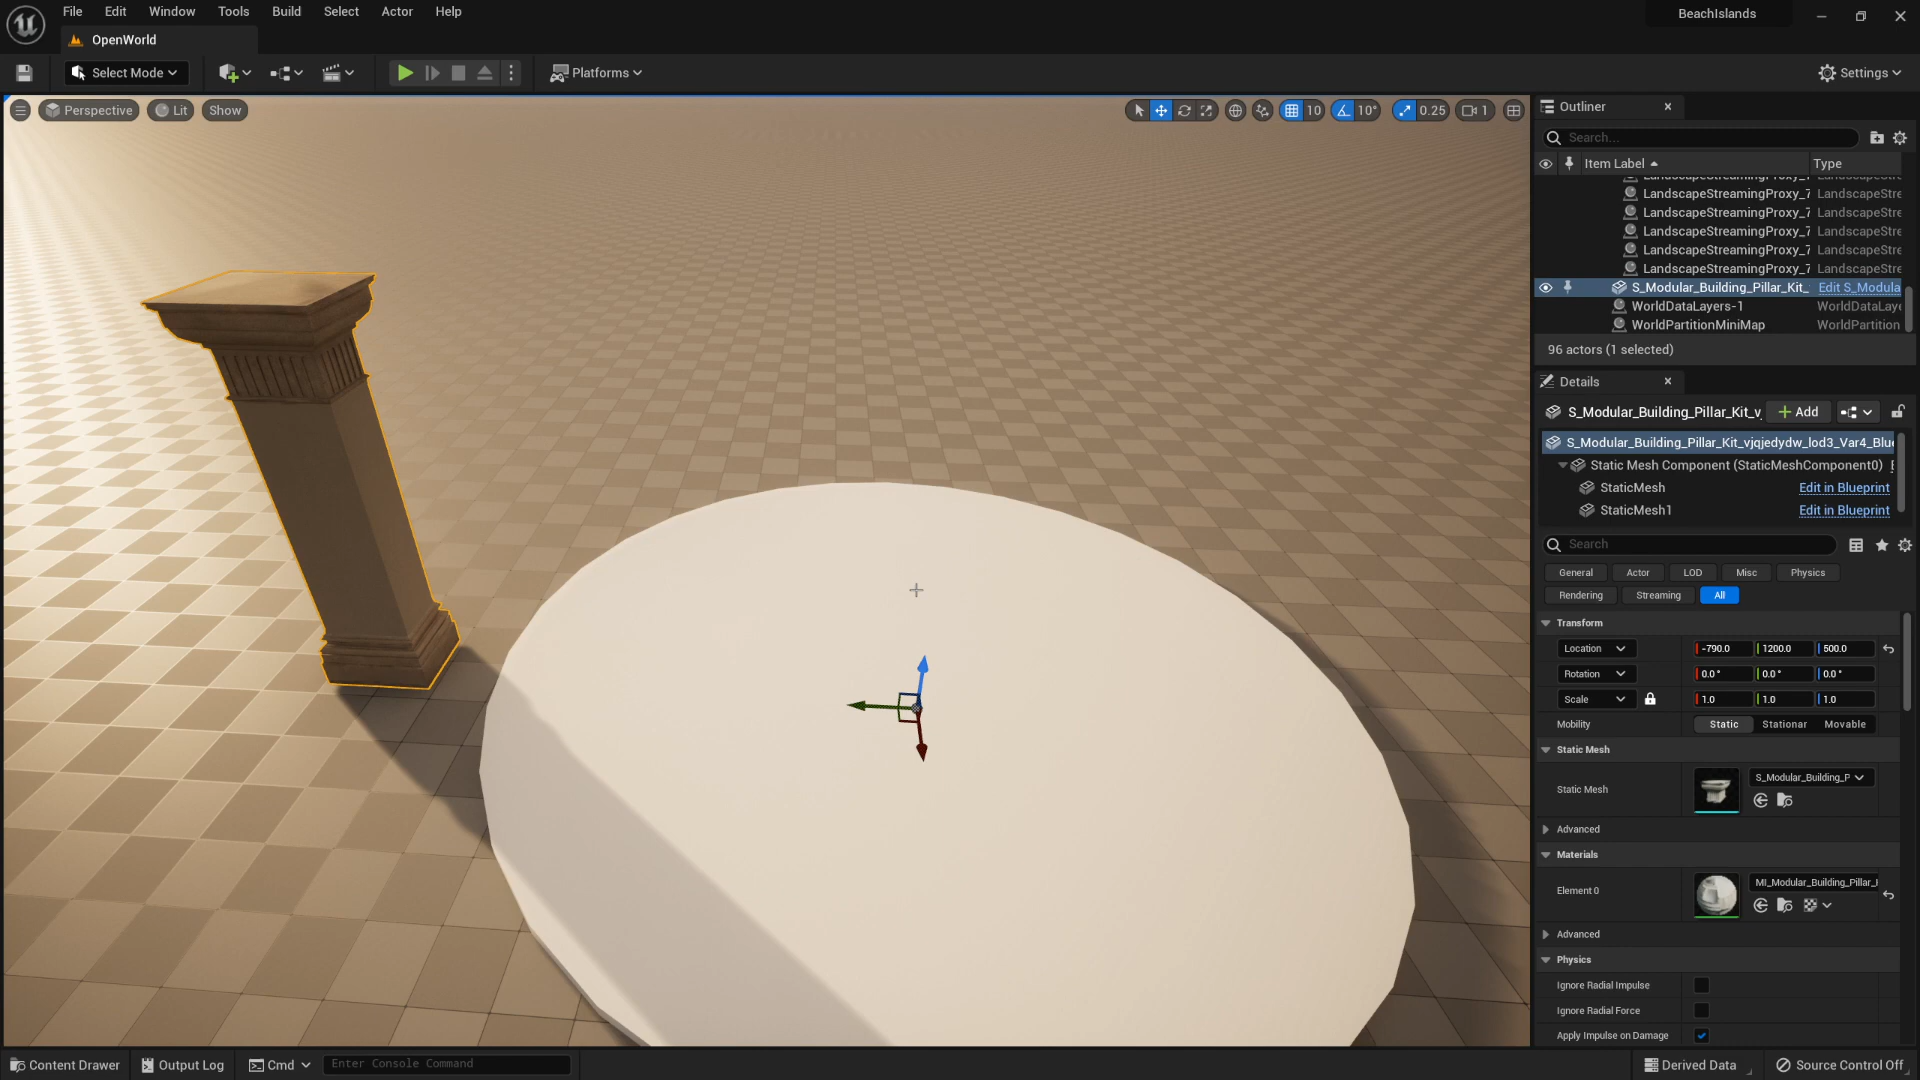 File Edit Window Tools Build Select Actor Help
BeachIslands
OpenWorld
Select Mode
Platforms
Settings
Perspective Lit Show
10 10° 0.25 1
Outliner
Search...
Item Label Type
LandscapeStreamingProxy_7 LandscapeStre
LandscapeStreamingProxy_7 LandscapeStre
LandscapeStreamingProxy_7 LandscapeStre
LandscapeStreamingProxy_7 LandscapeStre
LandscapeStreamingProxy_7 LandscapeStre
LandscapeStreamingProxy_7 LandscapeStre
S_Modular_Building_Pillar_Kit_ Edit S_Modula
WorldDataLayers-1 WorldDataLaye
WorldPartitionMiniMap WorldPartition
96 actors (1 selected)
Details
S_Modular_Building_Pillar_Kit_v Add
S_Modular_Building_Pillar_Kit_vjqjedydw_lod3_Var4_Blu
Static Mesh Component (StaticMeshComponent0)
StaticMesh Edit in Blueprint
StaticMesh1 Edit in Blueprint
Search
General Actor LOD Misc Physics
Rendering Streaming All
Transform
Location -790.0 1200.0 500.0
Rotation 0.0° 0.0° 0.0°
Scale 1.0 1.0 1.0
Mobility Static Stationar Movable
Static Mesh
Static Mesh S_Modular_Building_P
Advanced
Materials
Element 0 MI_Modular_Building_Pillar_
Advanced
Physics
Ignore Radial Impulse
Ignore Radial Force
Apply Impulse on Damage
Content Drawer Output Log Cmd Enter Console Command
Derived Data Source Control Off